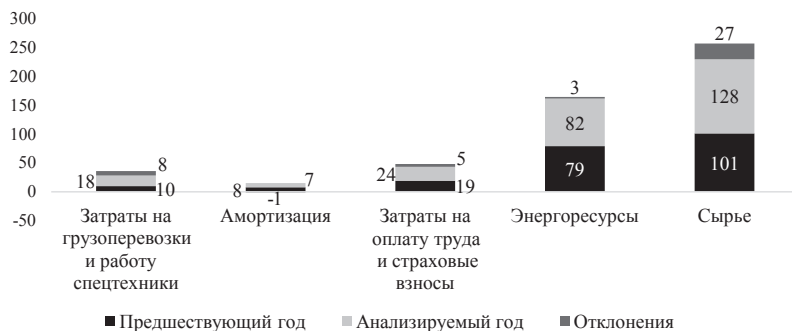 300
250
200
150
100
50
0
-50
18
8
10
8
7
-1
24
5
19
3
82
79
27
128
101
Затраты на
грузоперевозки
и работу
спецтехники
Амортизация
Затраты на
оплату труда
и страховые
взносы
Энергоресурсы
Сырье
Предшествующий год Анализируемый год Отклонения